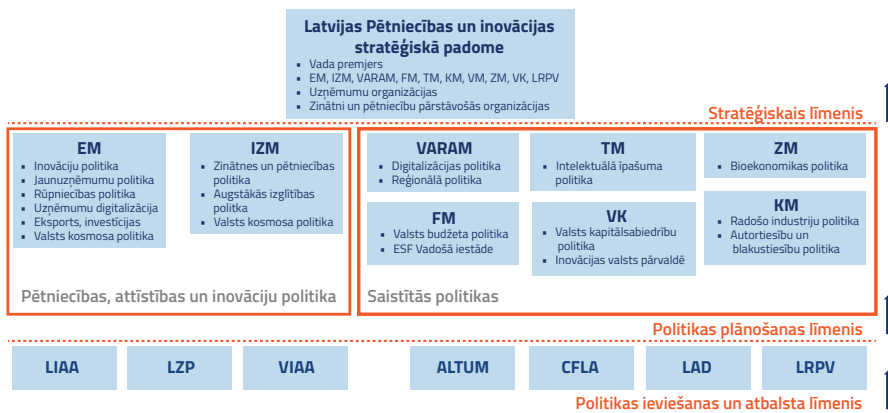 Latvijas Pētniecības un inovācijas
stratēģiskā padome
▪ Vada premjers
▪ EM, IZM, VARAM, FM, TM, KM, VM, ZM, VK, LRPV
▪ Uzņēmumu organizācijas
▪ Zinātni un pētniecību pārstāvošās organizācijas
Stratēģiskais līmenis
EM
▪ Inovāciju politika
▪ Jaunuzņēmumu politika
▪ Rūpniecības politika
▪ Uzņēmumu digitalizācija
▪ Eksports, investīcijas
▪ Valsts kosmosa politika
IZM
▪ Zinātnes un pētniecības
politika
▪ Augstākās izglītības
politka
▪ Valsts kosmosa politika
Pētniecības, attīstības un inovāciju politika
VARAM
▪ Digitalizācijas politika
▪ Reģionālā politika
TM
▪ Intelektuālā īpašuma
politika
ZM
▪ Bioekonomikas politika
FM
▪ Valsts budžeta politika
▪ ESF Vadošā iestāde
VK
▪ Valsts kapitālsabiedrību
politika
▪ Inovācijas valsts pārvaldē
KM
▪ Radošo industriju politika
▪ Autortiesību un
blakustiesību politika
Saistītās politikas
Politikas plānošanas līmenis
LIAA
LZP
VIAA
ALTUM
CFLA
LAD
LRPV
Politikas ieviešanas un atbalsta līmenis